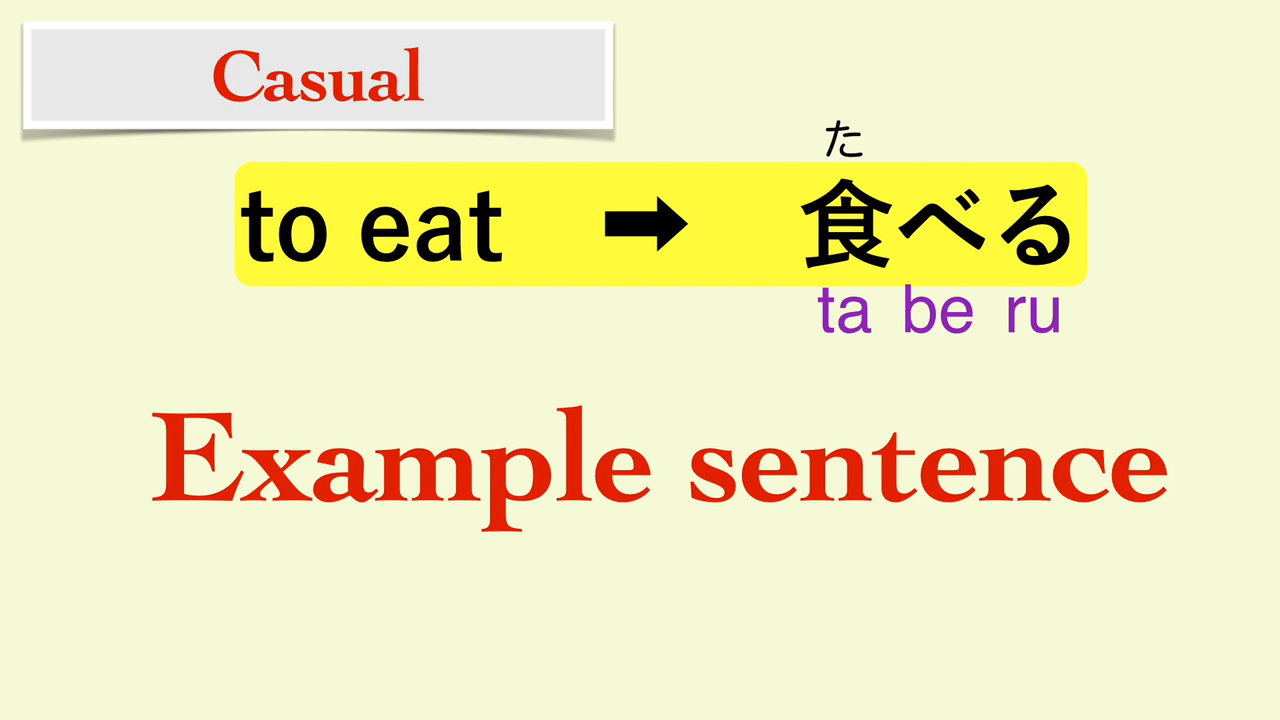 Casual
た
to eat ➡ 食べる
ta be ru
Example sentence